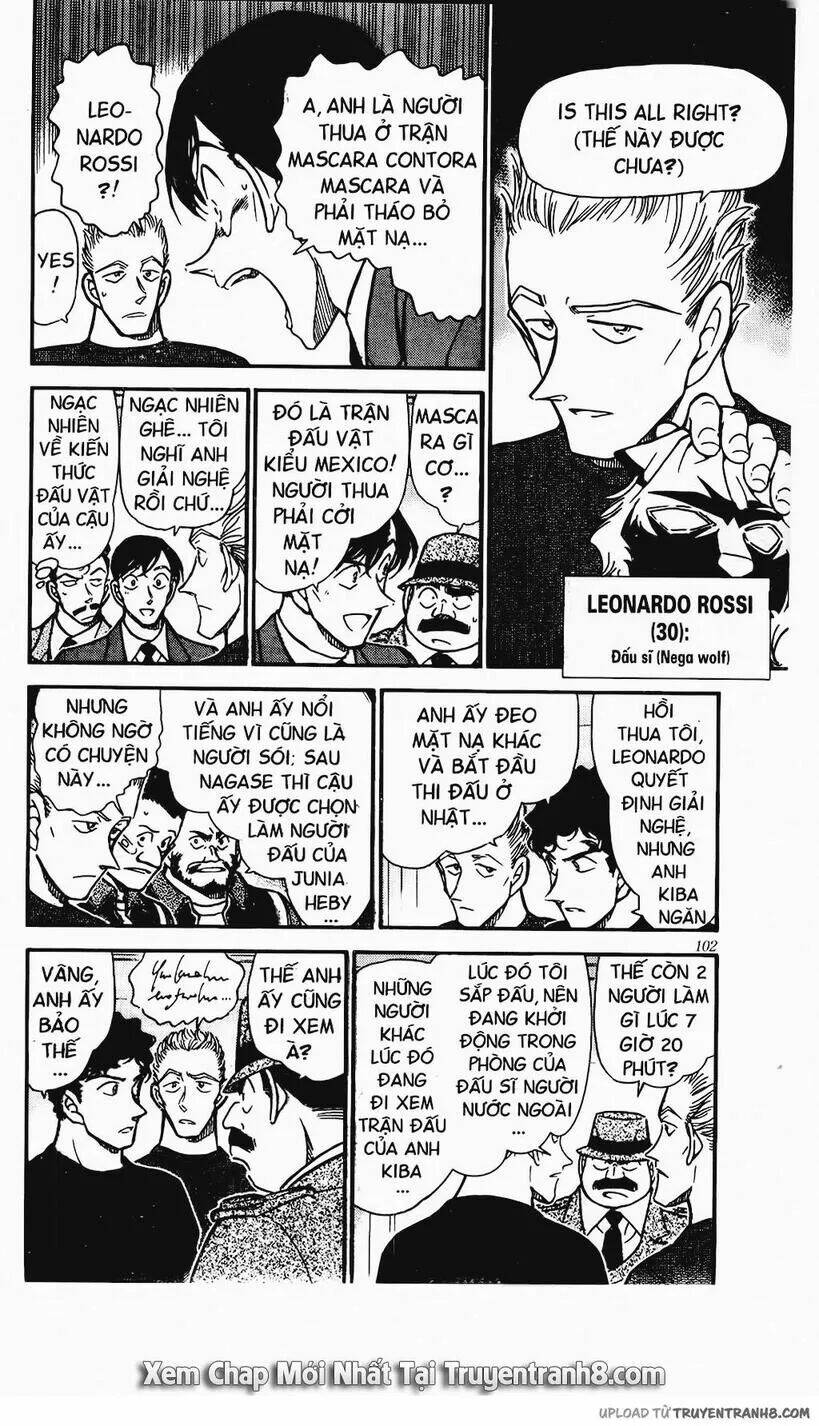 IS THIS ALL RIGHT?
(THẾ NÀY ĐƯỢC
CHƯA?)
A, ANH LÀ NGƯỜI
THUA Ở TRẬN
MASCARA CONTORA
MASCARA VÀ
PHẢI THÁO BỎ
MẶT NẠ...
LEO-
NARDO
ROSSI
?!
YES
!
LEONARDO ROSSI
(30):
Đấu sĩ (Nega wolf)
MASCA
RA GÌ
CƠ...
?
ĐÓ LÀ TRẬN
ĐẤU VẬT
KIỂU MEXICO!
NGƯỜI THUA
PHẢI CỞI
MẶT
NẠ!
NGẠC NHIÊN
GHÊ... TÔI
NGHĨ ANH
GIẢI NGHỆ
RỒI CHỨ...
NGẠC
NHIÊN
VỀ KIẾN
THỨC
ĐẤU VẬT
CỦA CẬU
ẤY...
HỒI
THUA TÔI,
LEONARDO
QUYẾT
ĐỊNH GIẢI
NGHỆ,
NHƯNG
ANH
KIBA
NGĂN
ANH ẤY ĐEO
MẶT NẠ KHÁC
VÀ BẮT ĐẦU
THI ĐẤU Ở
NHẬT...
VÀ ANH ẤY NỔI
TIẾNG VÌ CŨNG LÀ
NGƯỜI SÓI; SAU
NAGASE THÌ CẬU
ẤY ĐƯỢC CHỌN
LÀM NGƯỜI
ĐẤU CỦA
JUNIA
HEBY
...
NHƯNG
KHÔNG NGỜ
CÓ CHUYỆN
NÀY...
102
THẾ CÒN 2
NGƯỜI LÀM
GÌ LÚC 7
GIỜ 20
PHÚT?
LÚC ĐÓ TÔI
SẮP ĐẤU, NÊN
ĐANG KHỞI
ĐỘNG TRONG
PHÒNG CỦA
ĐẤU SĨ NGƯỜI
NƯỚC NGOÀI
...
NHỮNG
NGƯỜI
KHÁC
LÚC ĐÓ
ĐANG
ĐI XEM
TRẬN ĐẤU
CỦA ANH
KIBA
...
THẾ ANH
ẤY CŨNG
ĐI XEM
À?
VÂNG,
ANH ẤY
BẢO
THẾ
...
Xem Chap Mới Nhất Tại Truyentranh8.com
UPLOAD TỪ TRUYENTRANH8.COM